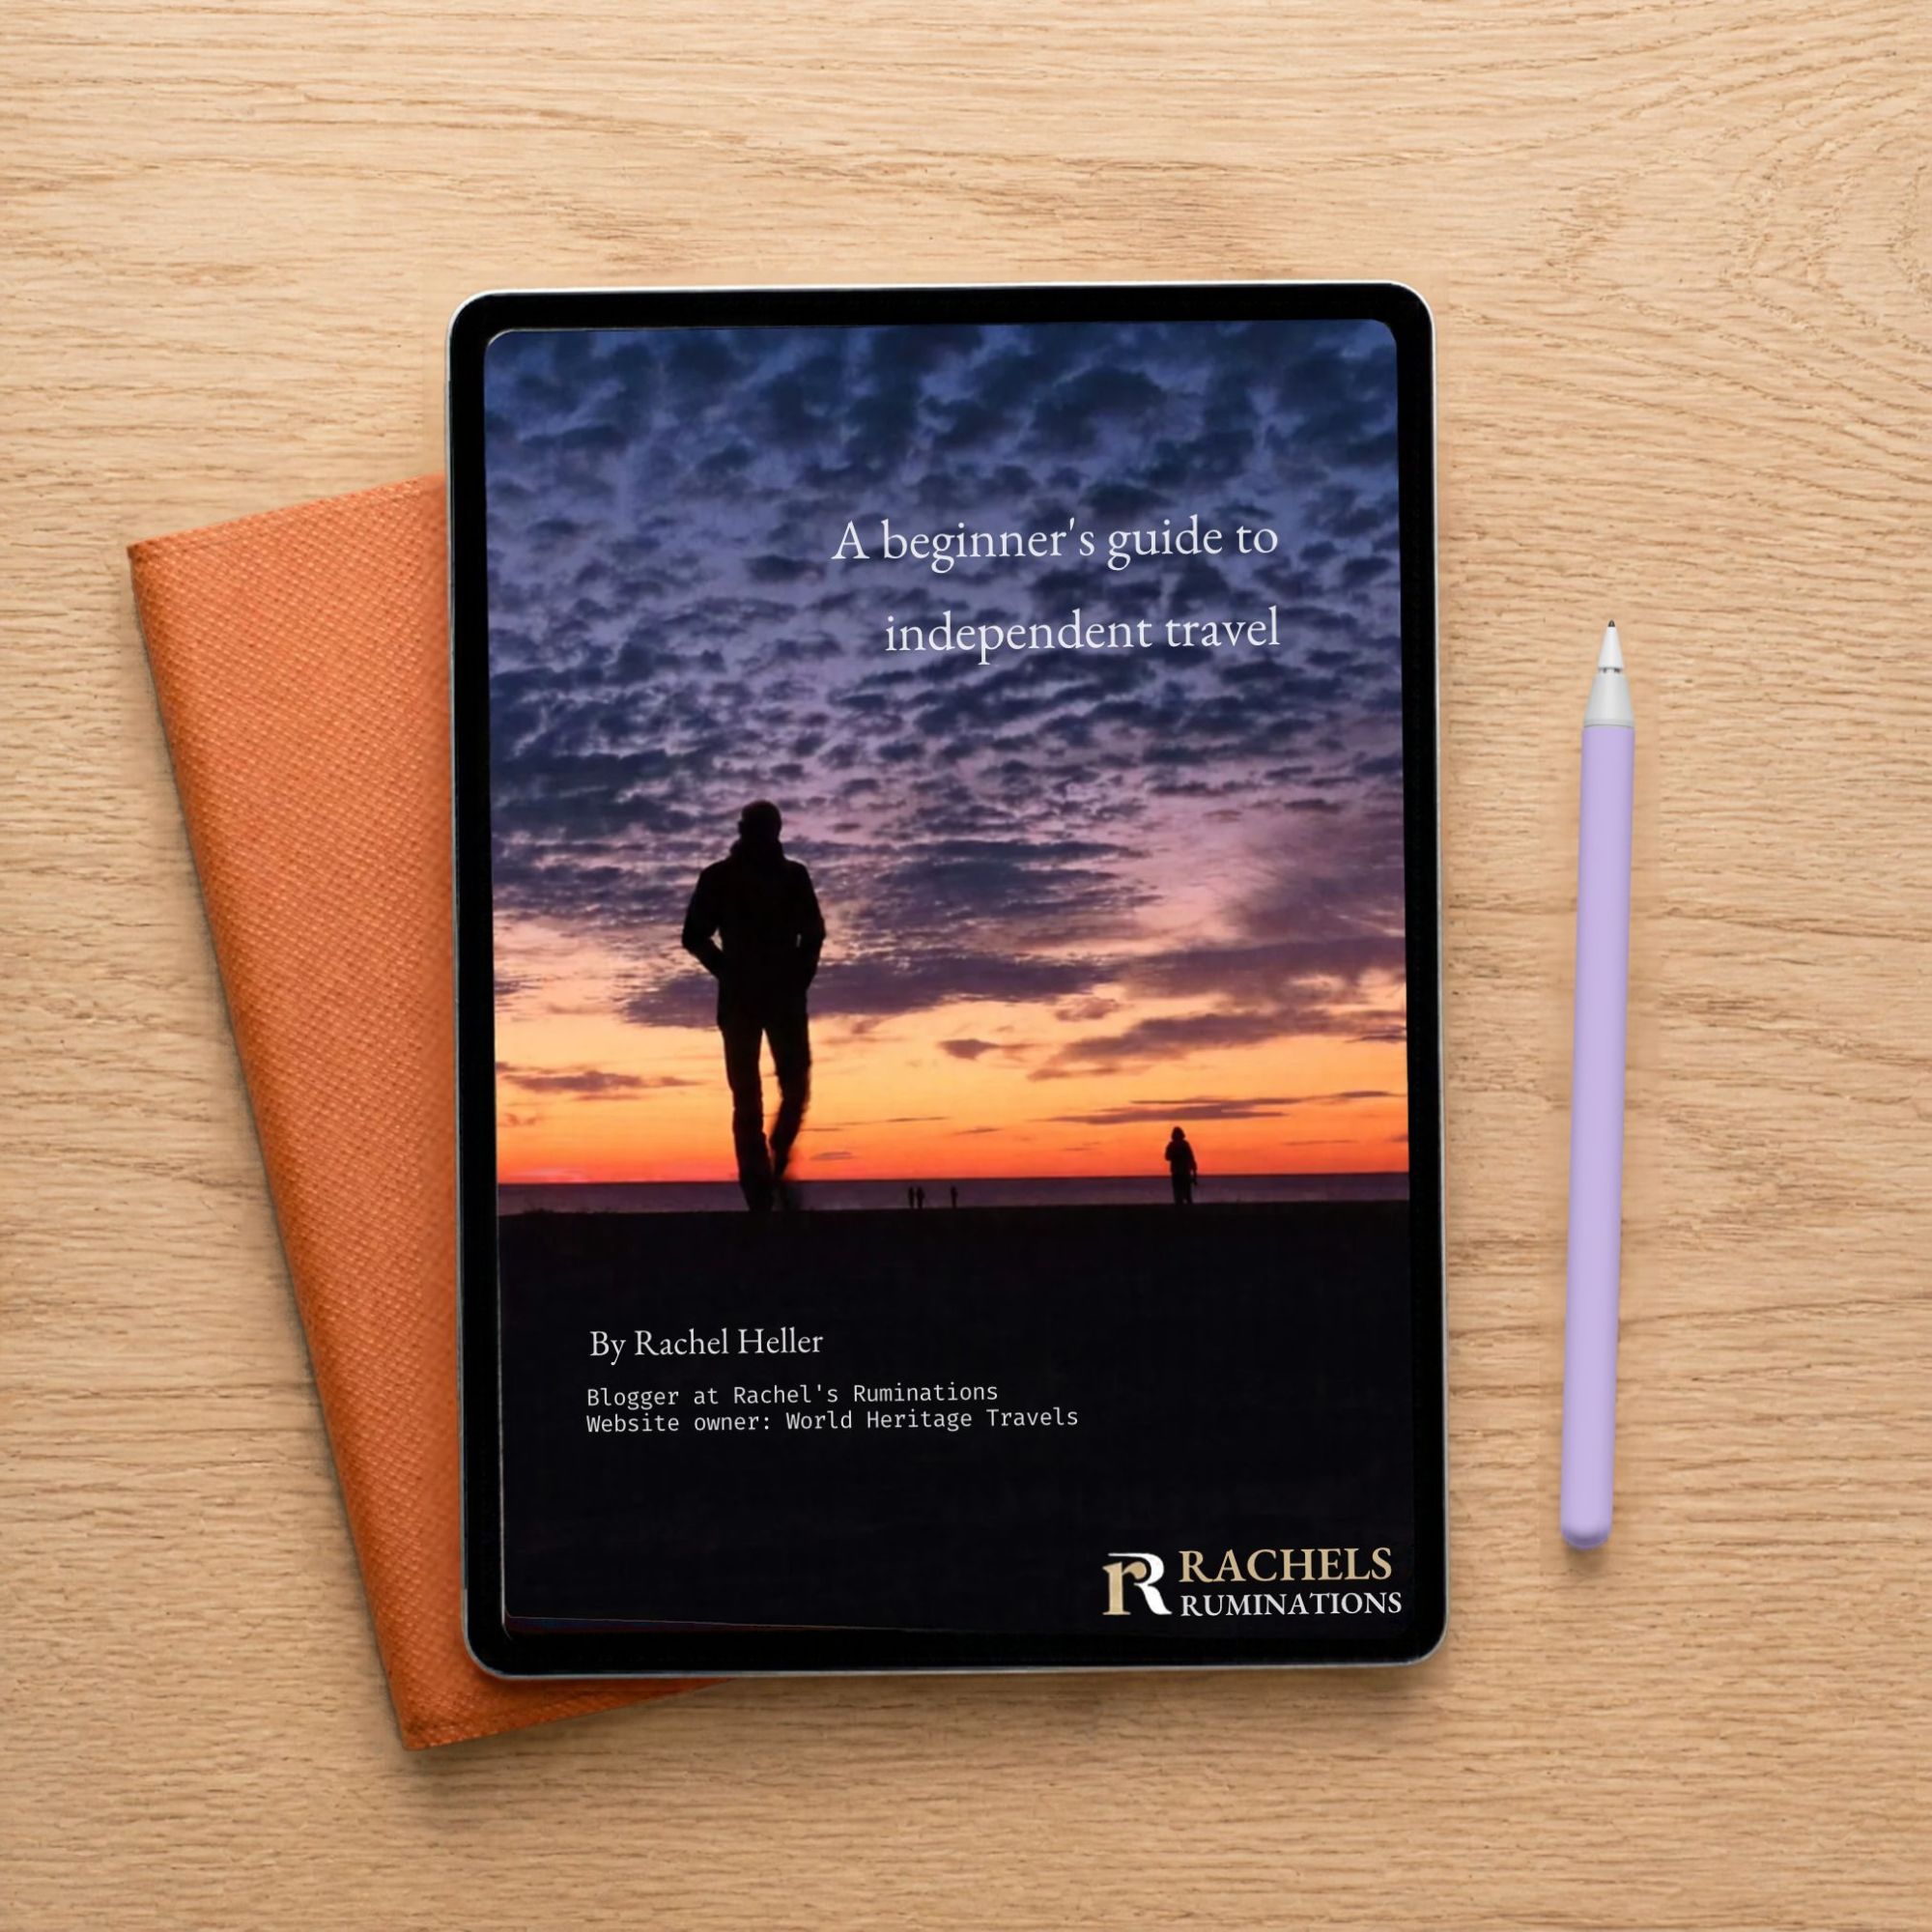 A beginner's guide to
independent travel
By Rachel Heller
Blogger at Rachel's Ruminations
Website owner: World Heritage Travels
RACHELS
RUMINATIONS